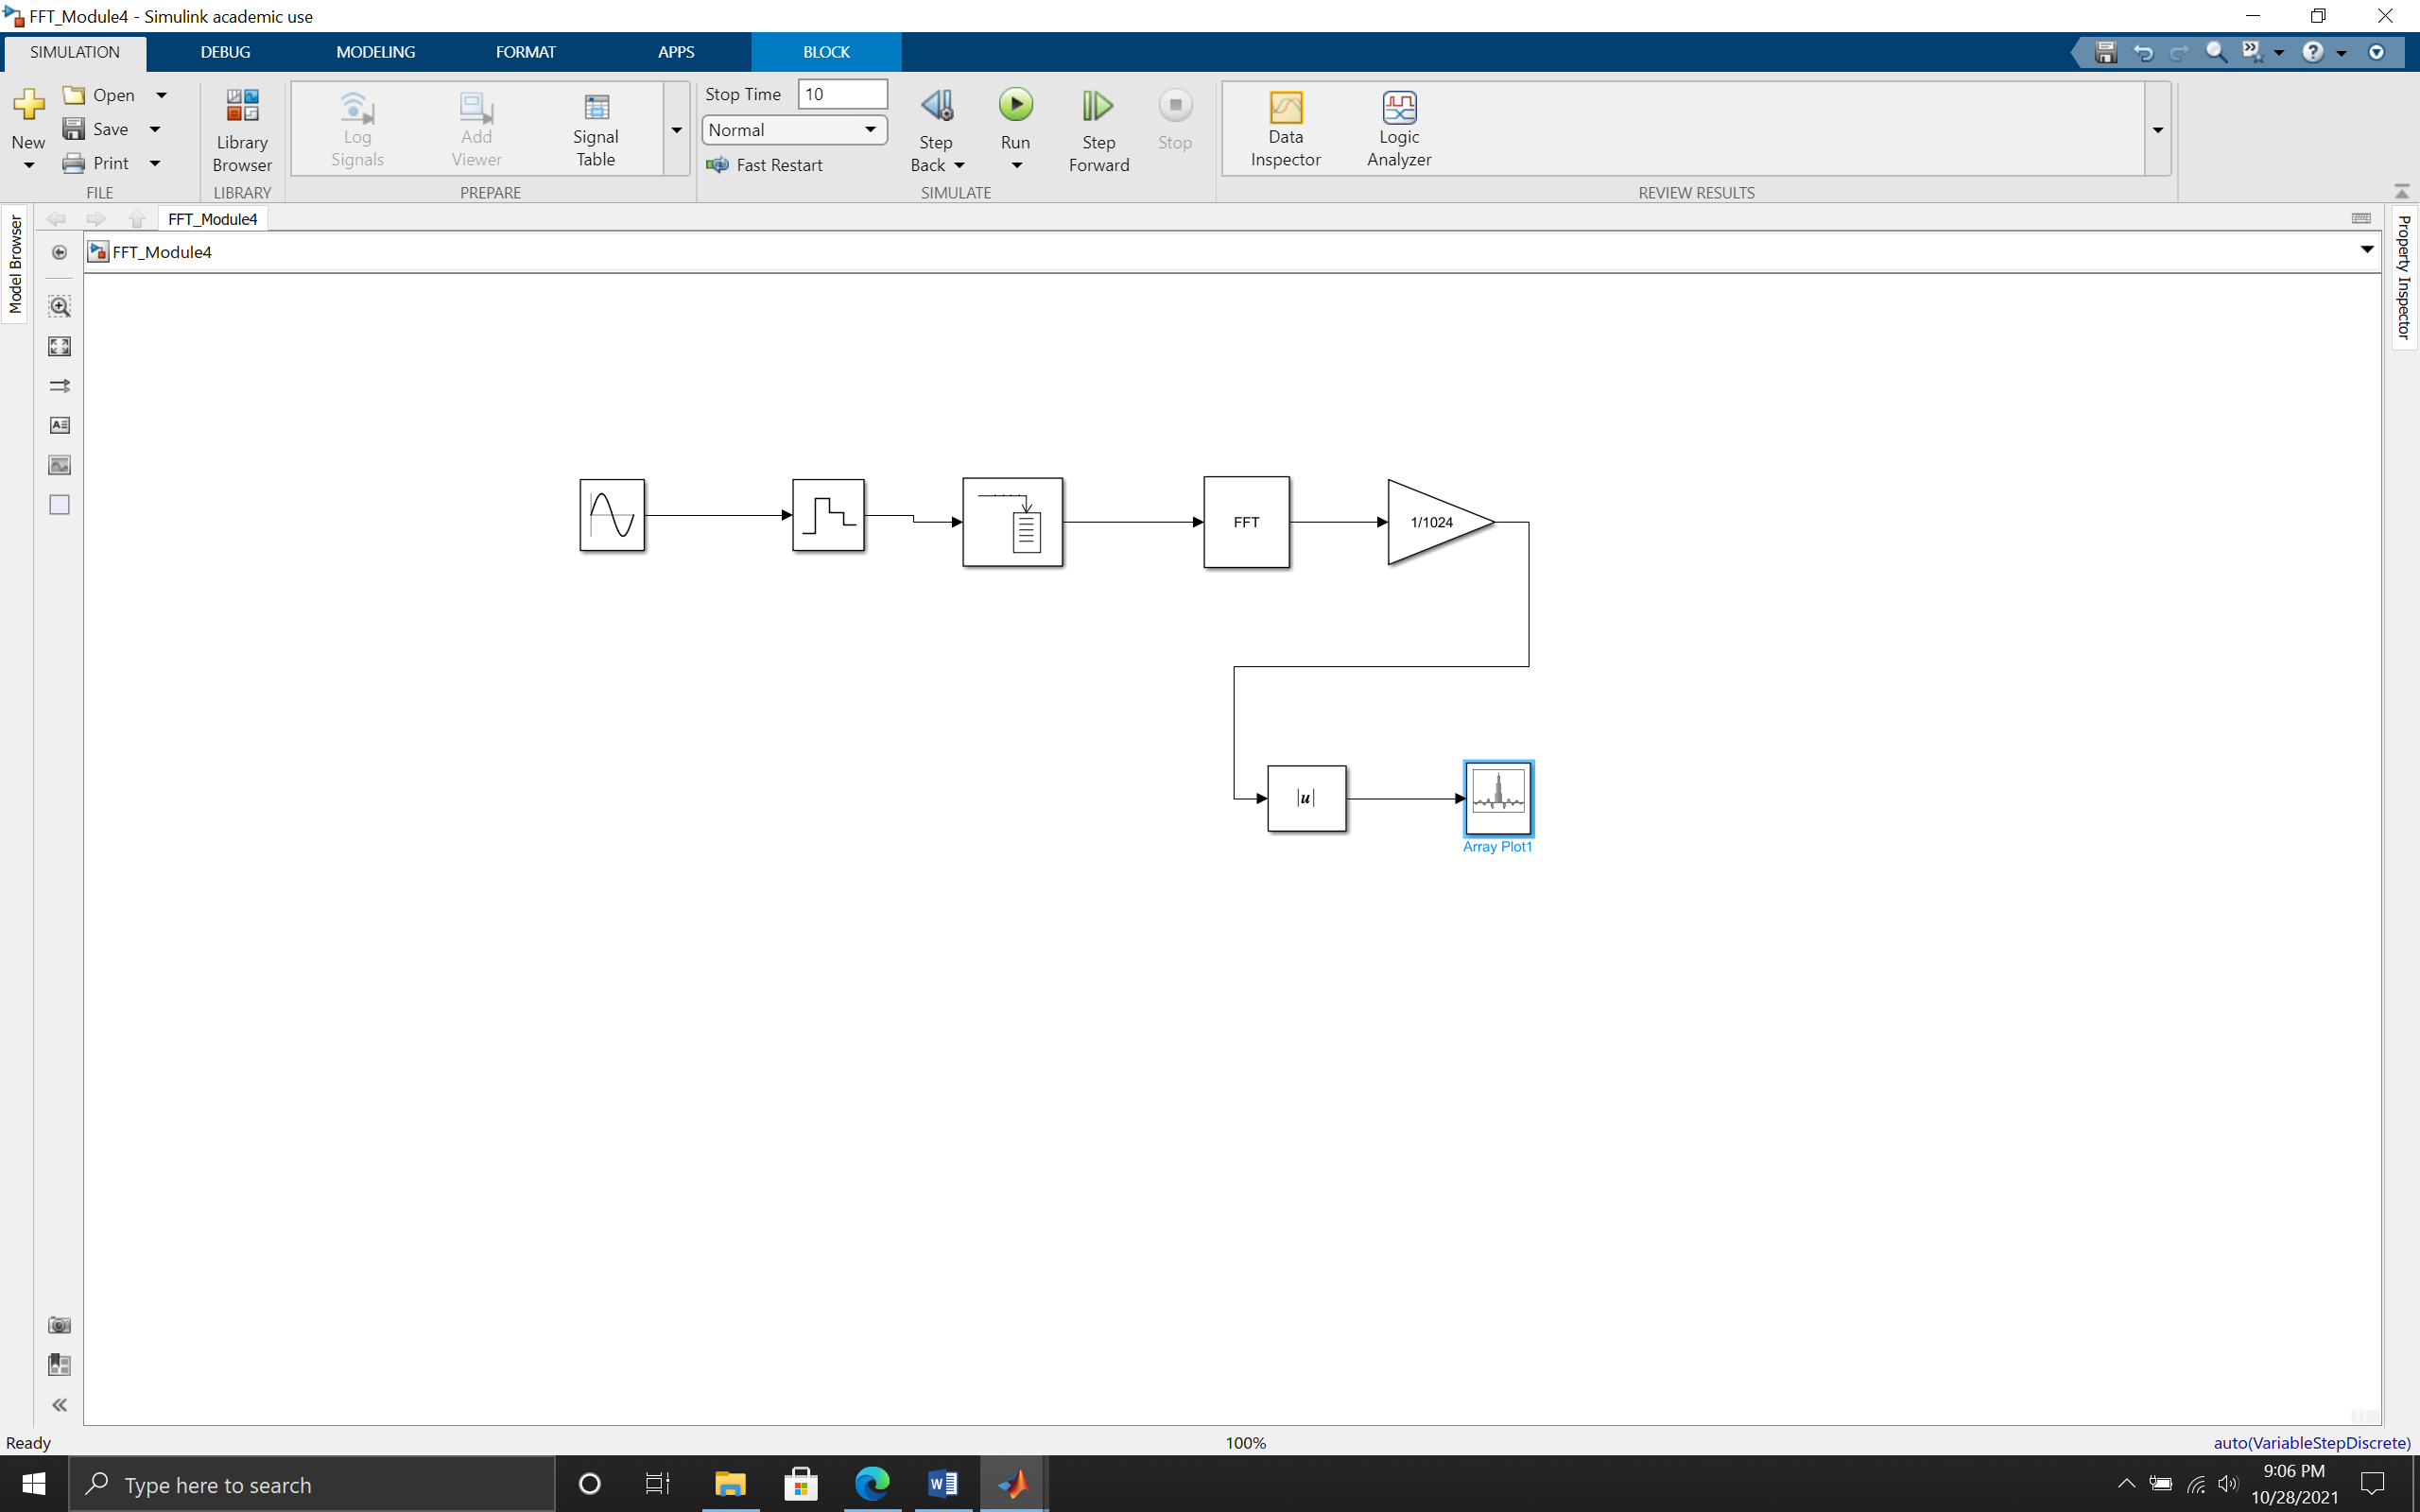 FFT_Module4 - Simulink academic use
SIMULATION DEBUG MODELING FORMAT APPS BLOCK
New
Open
Save
Print
FILE
Library Browser
LIBRARY
Log Signals
Add Viewer
Signal Table
PREPARE
Stop Time 10
Normal
Fast Restart
Step Back
Run
Step Forward
Stop
SIMULATE
Data Inspector
Logic Analyzer
REVIEW RESULTS
Model Browser
FFT_Module4
FFT_Module4
Property Inspector
FFT
1/1024
|u|
Array Plot1
Ready
100%
auto(VariableStepDiscrete)
Type here to search
9:06 PM
10/28/2021